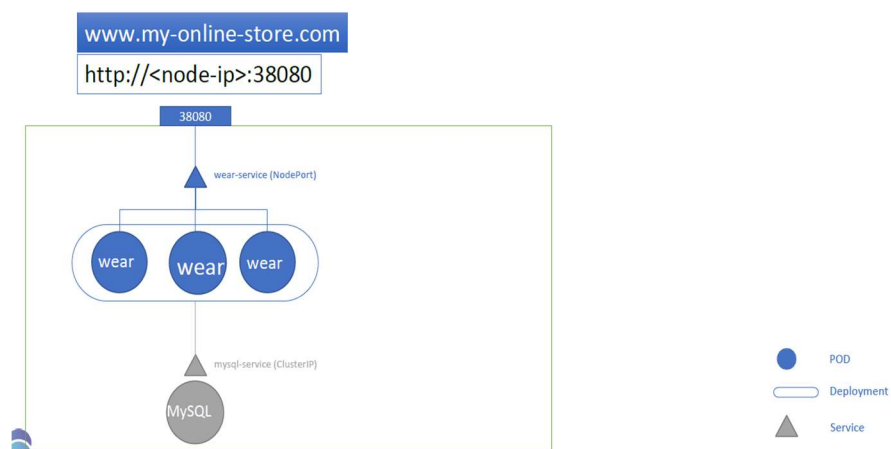 www.my-online-store.com
http://<node-ip>:38080
38080
wear-service (NodePort)
wear
wear
wear
mysql-service (ClusterIP)
MySQL
POD
Deployment
Service